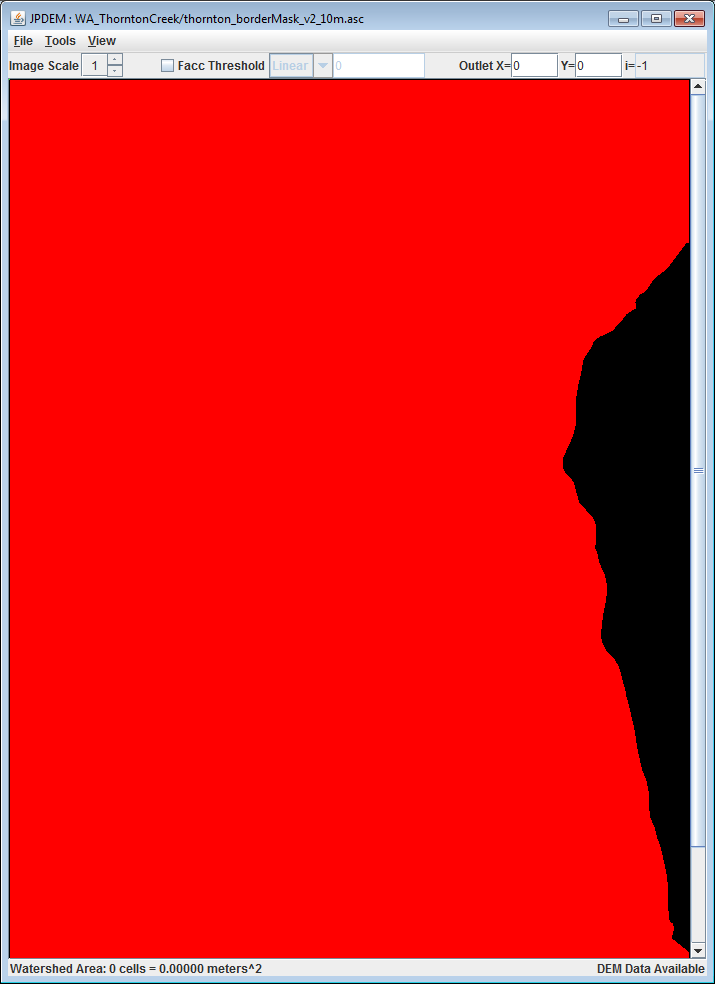 JPDEM : WA_ThorntonCreek/thornton_borderMask_v2_10m.asc
File Tools View
Image Scale 1 Facc Threshold Linear 0 Outlet X= 0 Y= 0 i= -1
Watershed Area: 0 cells = 0.00000 meters^2 DEM Data Available